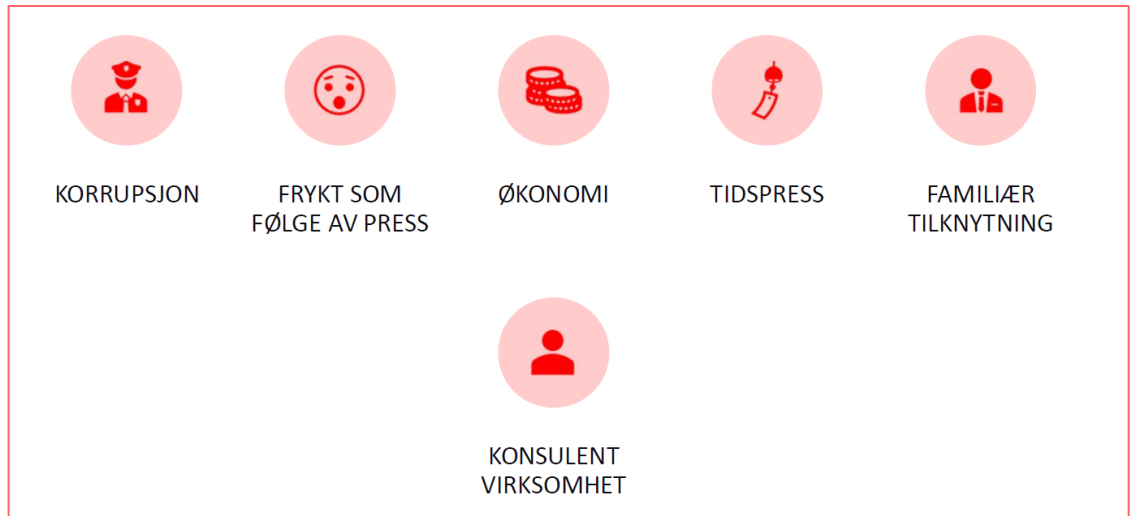 KORRUPSJON
FRYKT SOM
FØLGE AV PRESS
ØKONOMI
TIDSPRESS
FAMILIÆR
TILKNYTNING
KONSULENT
VIRKSOMHET